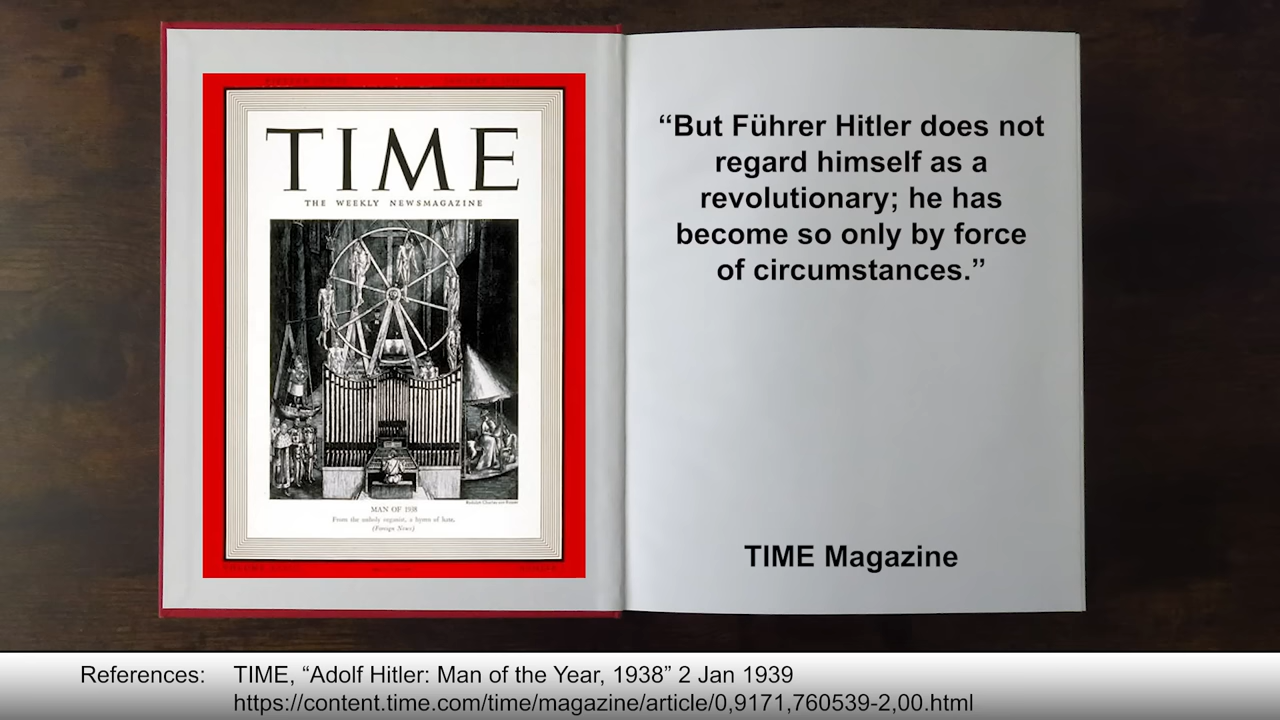 TIME
THE WEEKLY NEWSMAGAZINE
MAN OF 1938
From the unholy organist, a hymn of hate.
(Foreign News)
“But Führer Hitler does not
regard himself as a
revolutionary; he has
become so only by force
of circumstances.”
TIME Magazine
References: TIME, “Adolf Hitler: Man of the Year, 1938” 2 Jan 1939
https://content.time.com/time/magazine/article/0,9171,760539-2,00.html